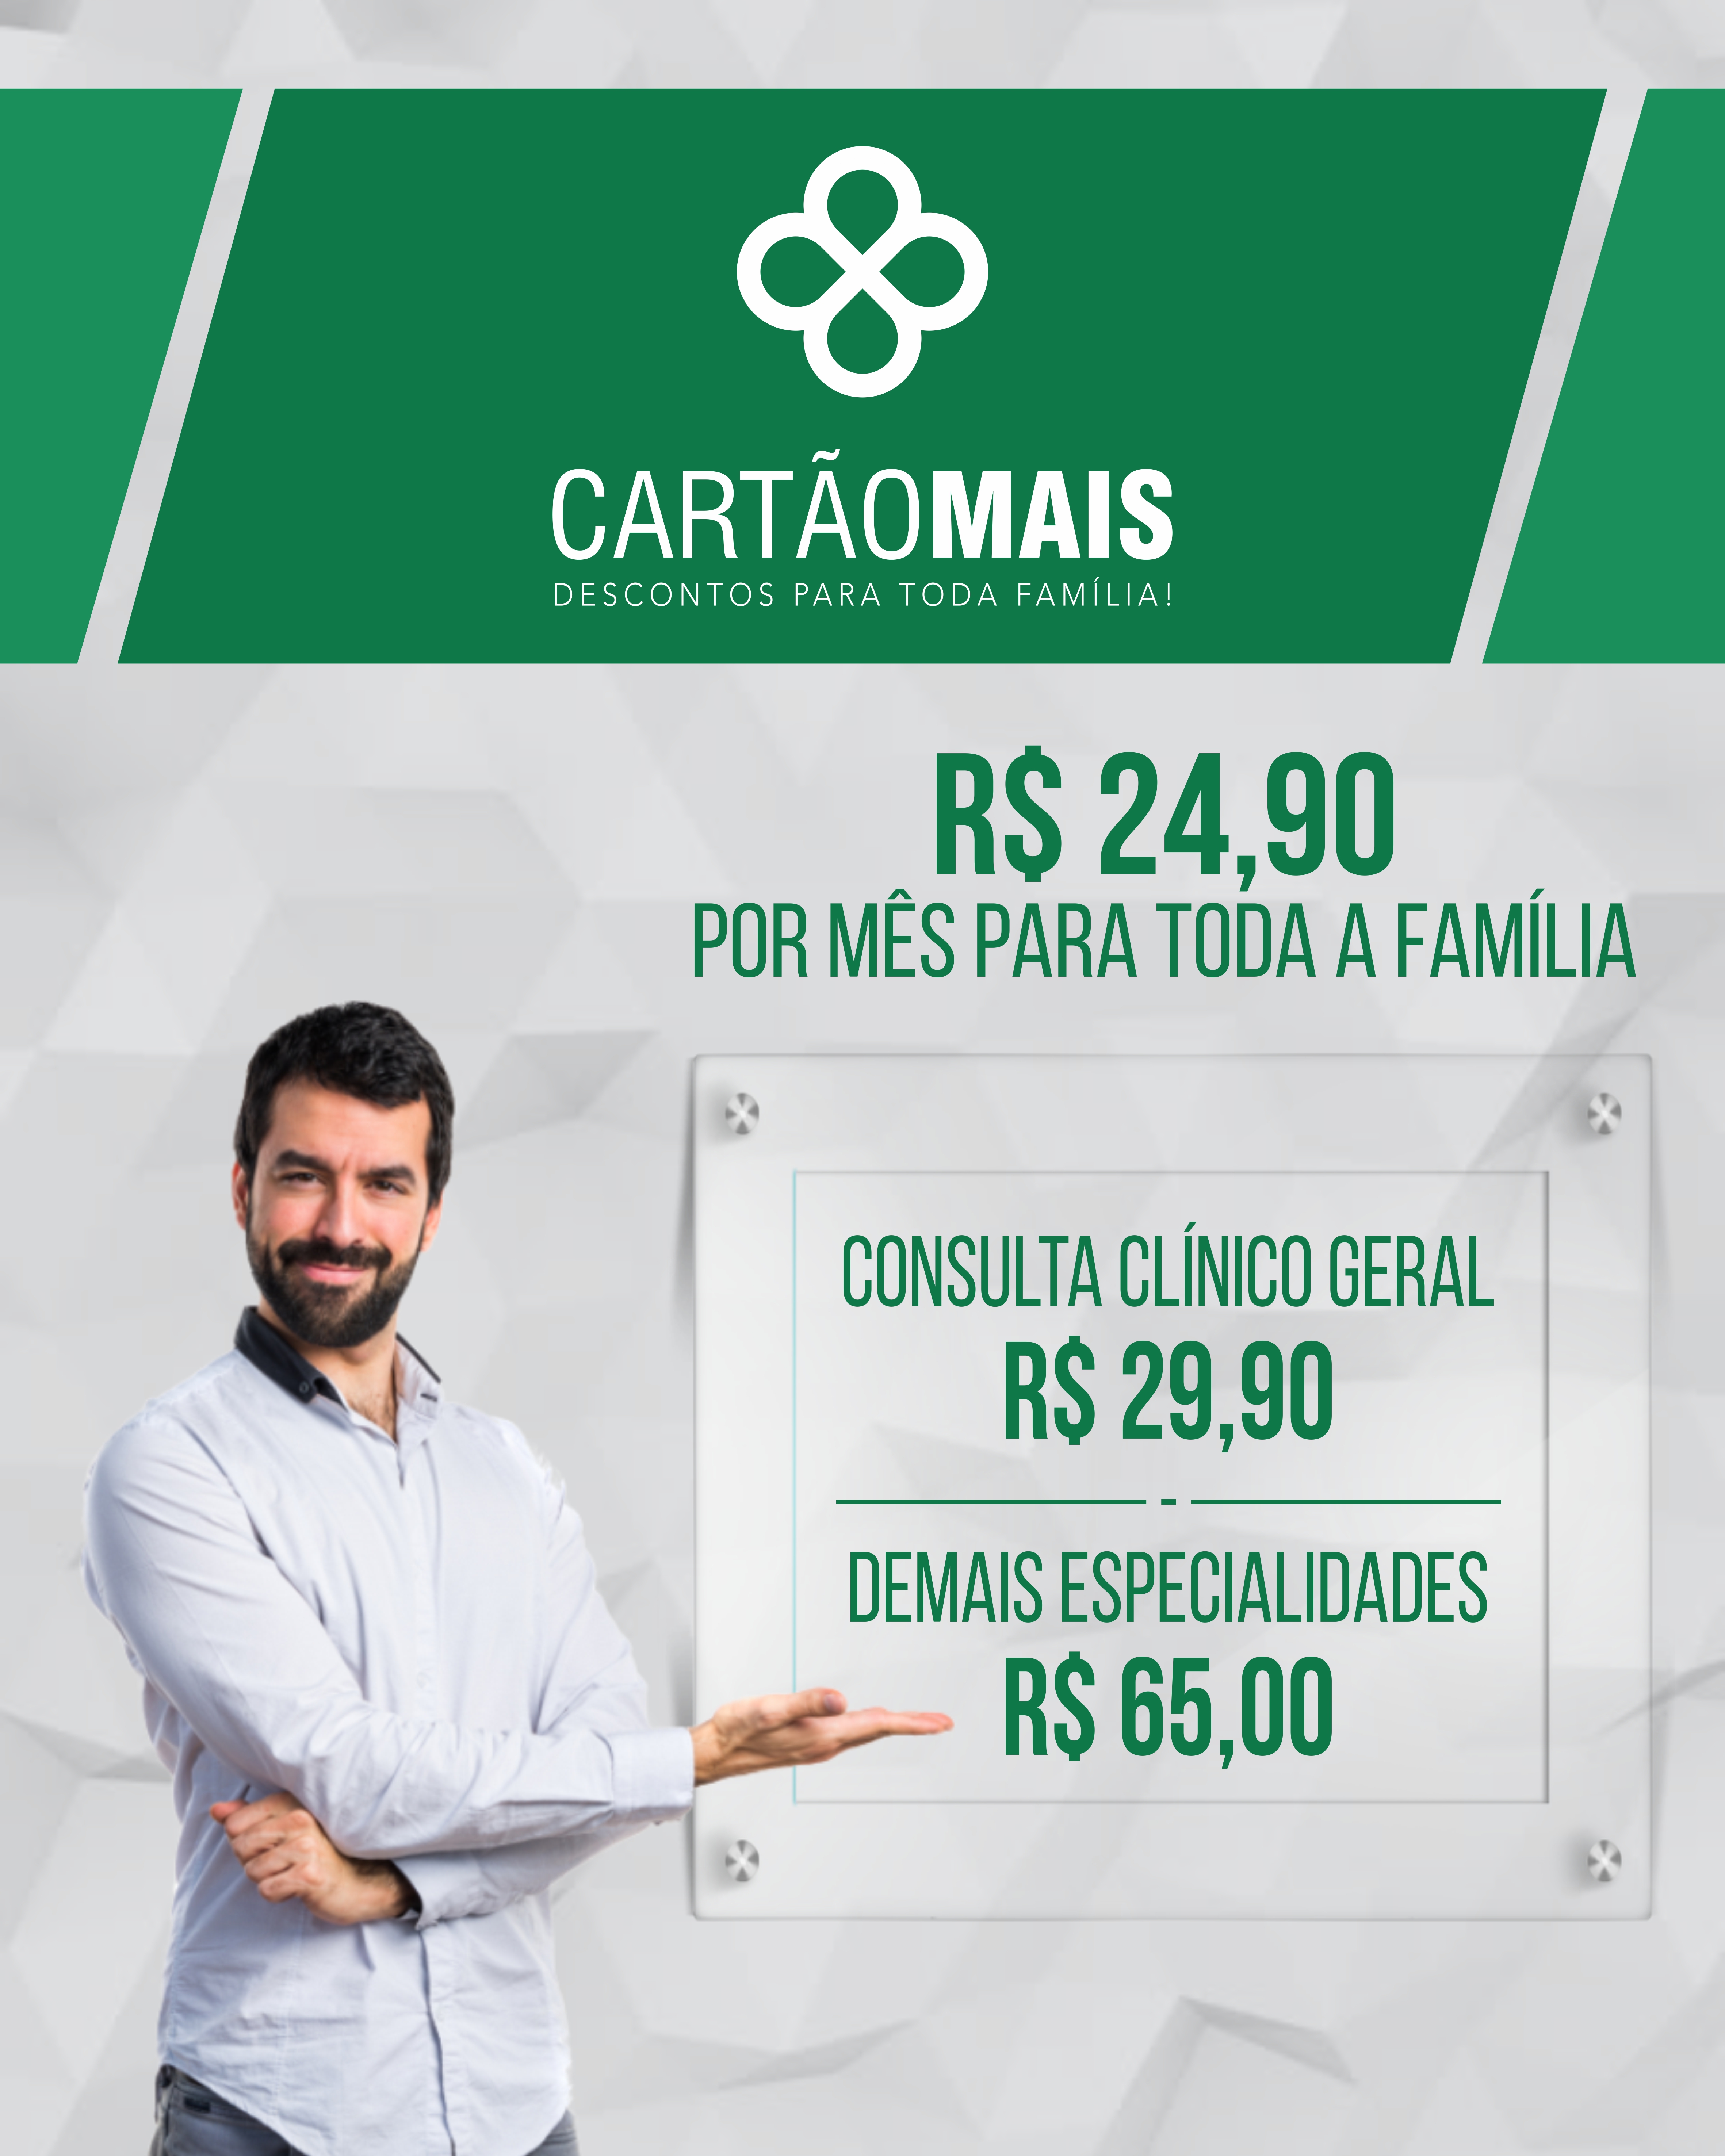 CARTÃOMAIS
DESCONTOS PARA TODA FAMÍLIA!
R$ 24,90
POR MÊS PARA TODA A FAMÍLIA
CONSULTA CLÍNICO GERAL
R$ 29,90
-
DEMAIS ESPECIALIDADES
R$ 65,00